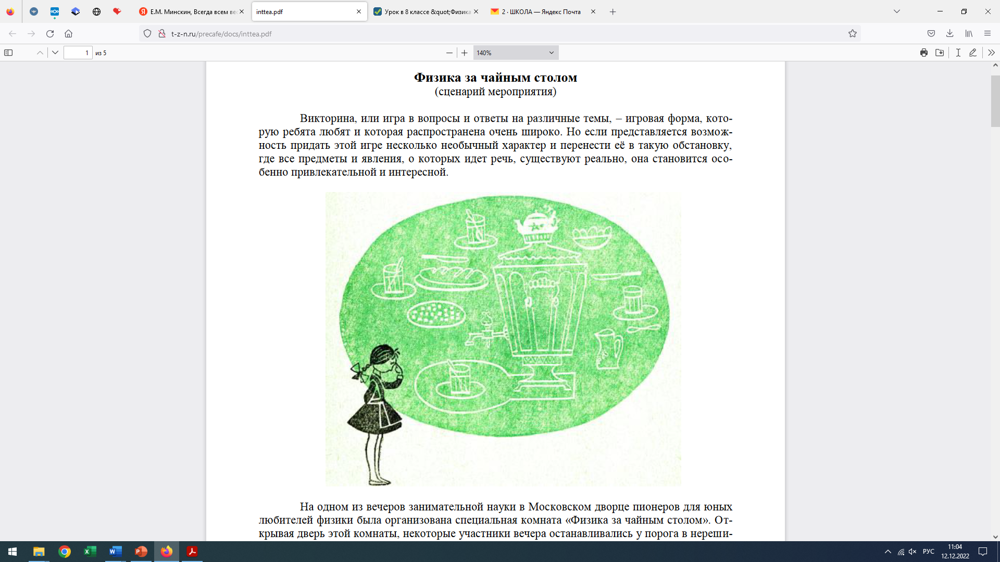 Е.М. Минскин, Всегда всем вес
inttea.pdf
Урок в 8 классе &quot;Физика
2 · ШКОЛА — Яндекс Почта
t-z-n.ru/precafe/docs/inttea.pdf
1 из 5
140%
Физика за чайным столом
(сценарий мероприятия)
Викторина, или игра в вопросы и ответы на различные темы, – игровая форма, кото-
рую ребята любят и которая распространена очень широко. Но если представляется возмож-
ность придать этой игре несколько необычный характер и перенести её в такую обстановку,
где все предметы и явления, о которых идет речь, существуют реально, она становится осо-
бенно привлекательной и интересной.
На одном из вечеров занимательной науки в Московском дворце пионеров для юных
любителей физики была организована специальная комната «Физика за чайным столом». От-
крывая дверь этой комнаты, некоторые участники вечера останавливались у порога в нереши-
РУС
11:04
12.12.2022